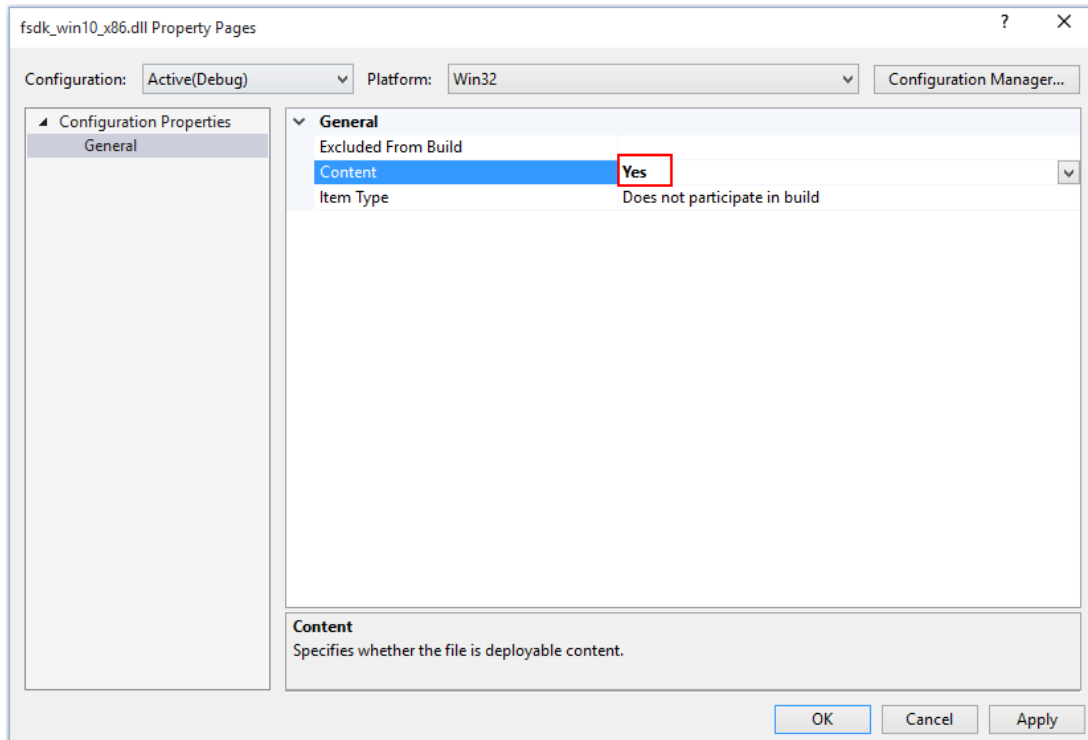 fsdk_win10_x86.dll Property Pages
Configuration: Active(Debug) Platform: Win32 Configuration Manager...
Configuration Properties
General
General
Excluded From Build
Content Yes
Item Type Does not participate in build
Content
Specifies whether the file is deployable content.
OK Cancel Apply